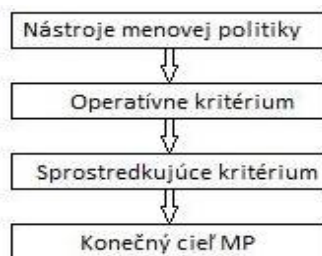 Nástroje menovej politiky
Operatívne kritérium
Sprostredkujúce kritérium
Konečný cieľ MP